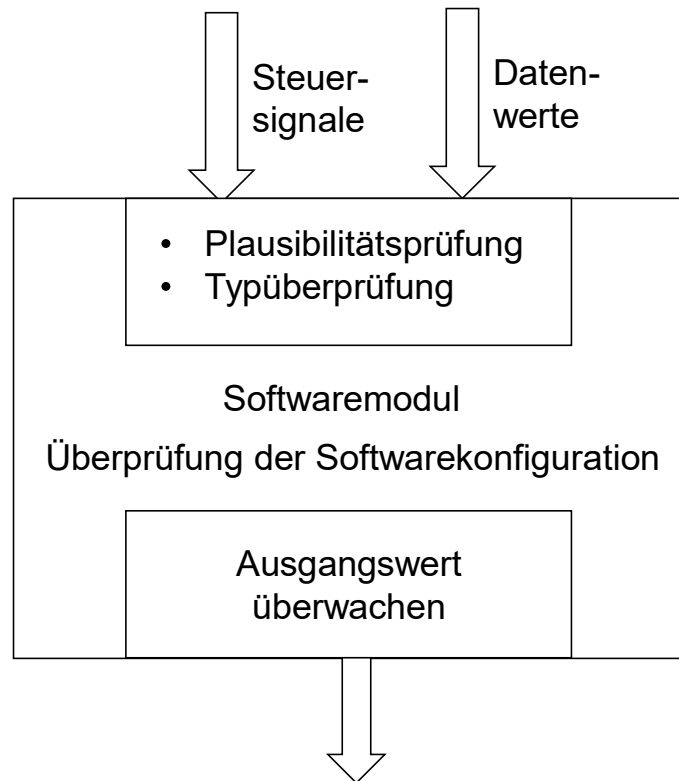 Steuer-
signale
Daten-
werte
• Plausibilitätsprüfung
• Typüberprüfung
Softwaremodul
Überprüfung der Softwarekonfiguration
Ausgangswert
überwachen